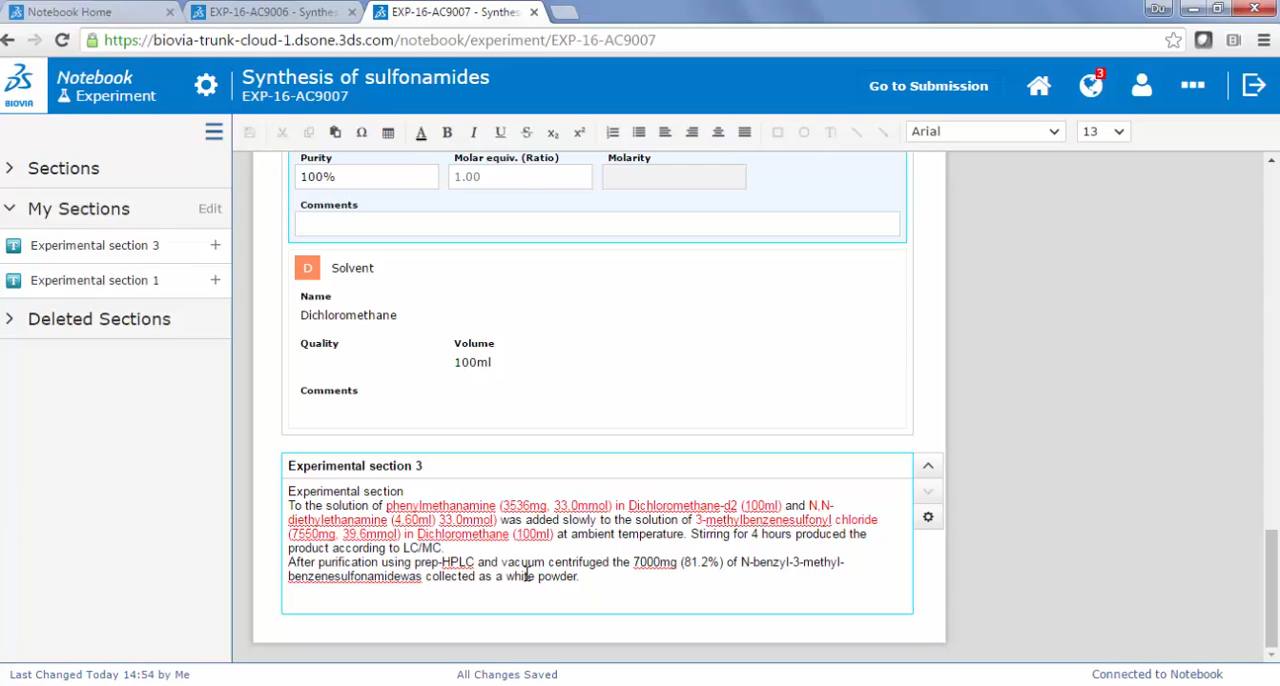 Notebook Home
EXP-16-AC9006 - Synthes
EXP-16-AC9007 - Synthes
Du
https://biovia-trunk-cloud-1.dsone.3ds.com/notebook/experiment/EXP-16-AC9007
BIOVIA
Notebook
Experiment
Synthesis of sulfonamides
EXP-16-AC9007
Go to Submission
3
Arial
13
Sections
My Sections
Edit
Experimental section 3
Experimental section 1
Deleted Sections
Purity
Molar equiv. (Ratio)
Molarity
100%
1.00
Comments
D Solvent
Name
Dichloromethane
Quality
Volume
100ml
Comments
Experimental section 3
Experimental section
To the solution of phenylmethanamine (3536mg, 33.0mmol) in Dichloromethane-d2 (100ml) and N,N-
diethylethanamine (4.60ml) 33.0mmol) was added slowly to the solution of 3-methylbenzenesulfonyl chloride
(7550mg, 39.6mmol) in Dichloromethane (100ml) at ambient temperature. Stirring for 4 hours produced the
product according to LC/MC.
After purification using prep-HPLC and vacuum centrifuged the 7000mg (81.2%) of N-benzyl-3-methyl-
benzenesulfonamidewas collected as a white powder.
Last Changed Today 14:54 by Me
All Changes Saved
Connected to Notebook